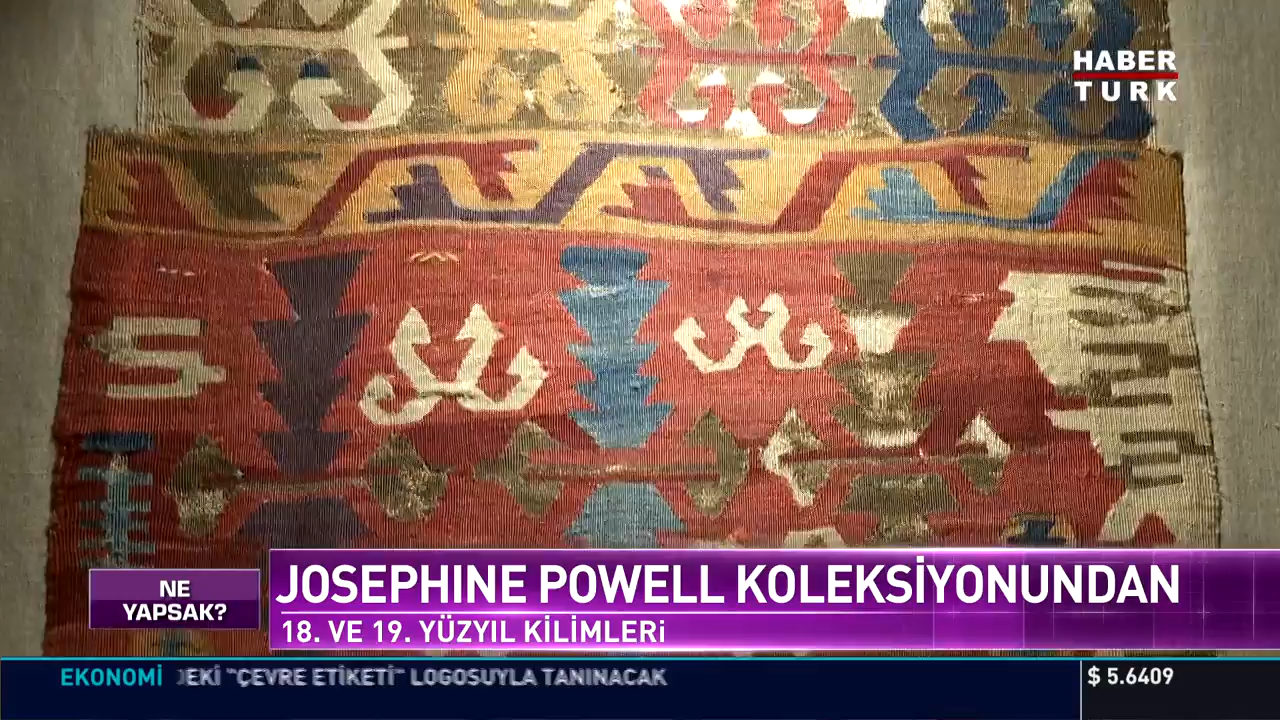 HABER
TURK
NE
YAPSAK?
JOSEPHINE POWELL KOLEKSİYONUNDAN
18. VE 19. YÜZYIL KİLİMLERİ
EKONOMİ "ÇEVRE ETİKETİ" LOGOSUYLA TANINACAK
$ 5.6409